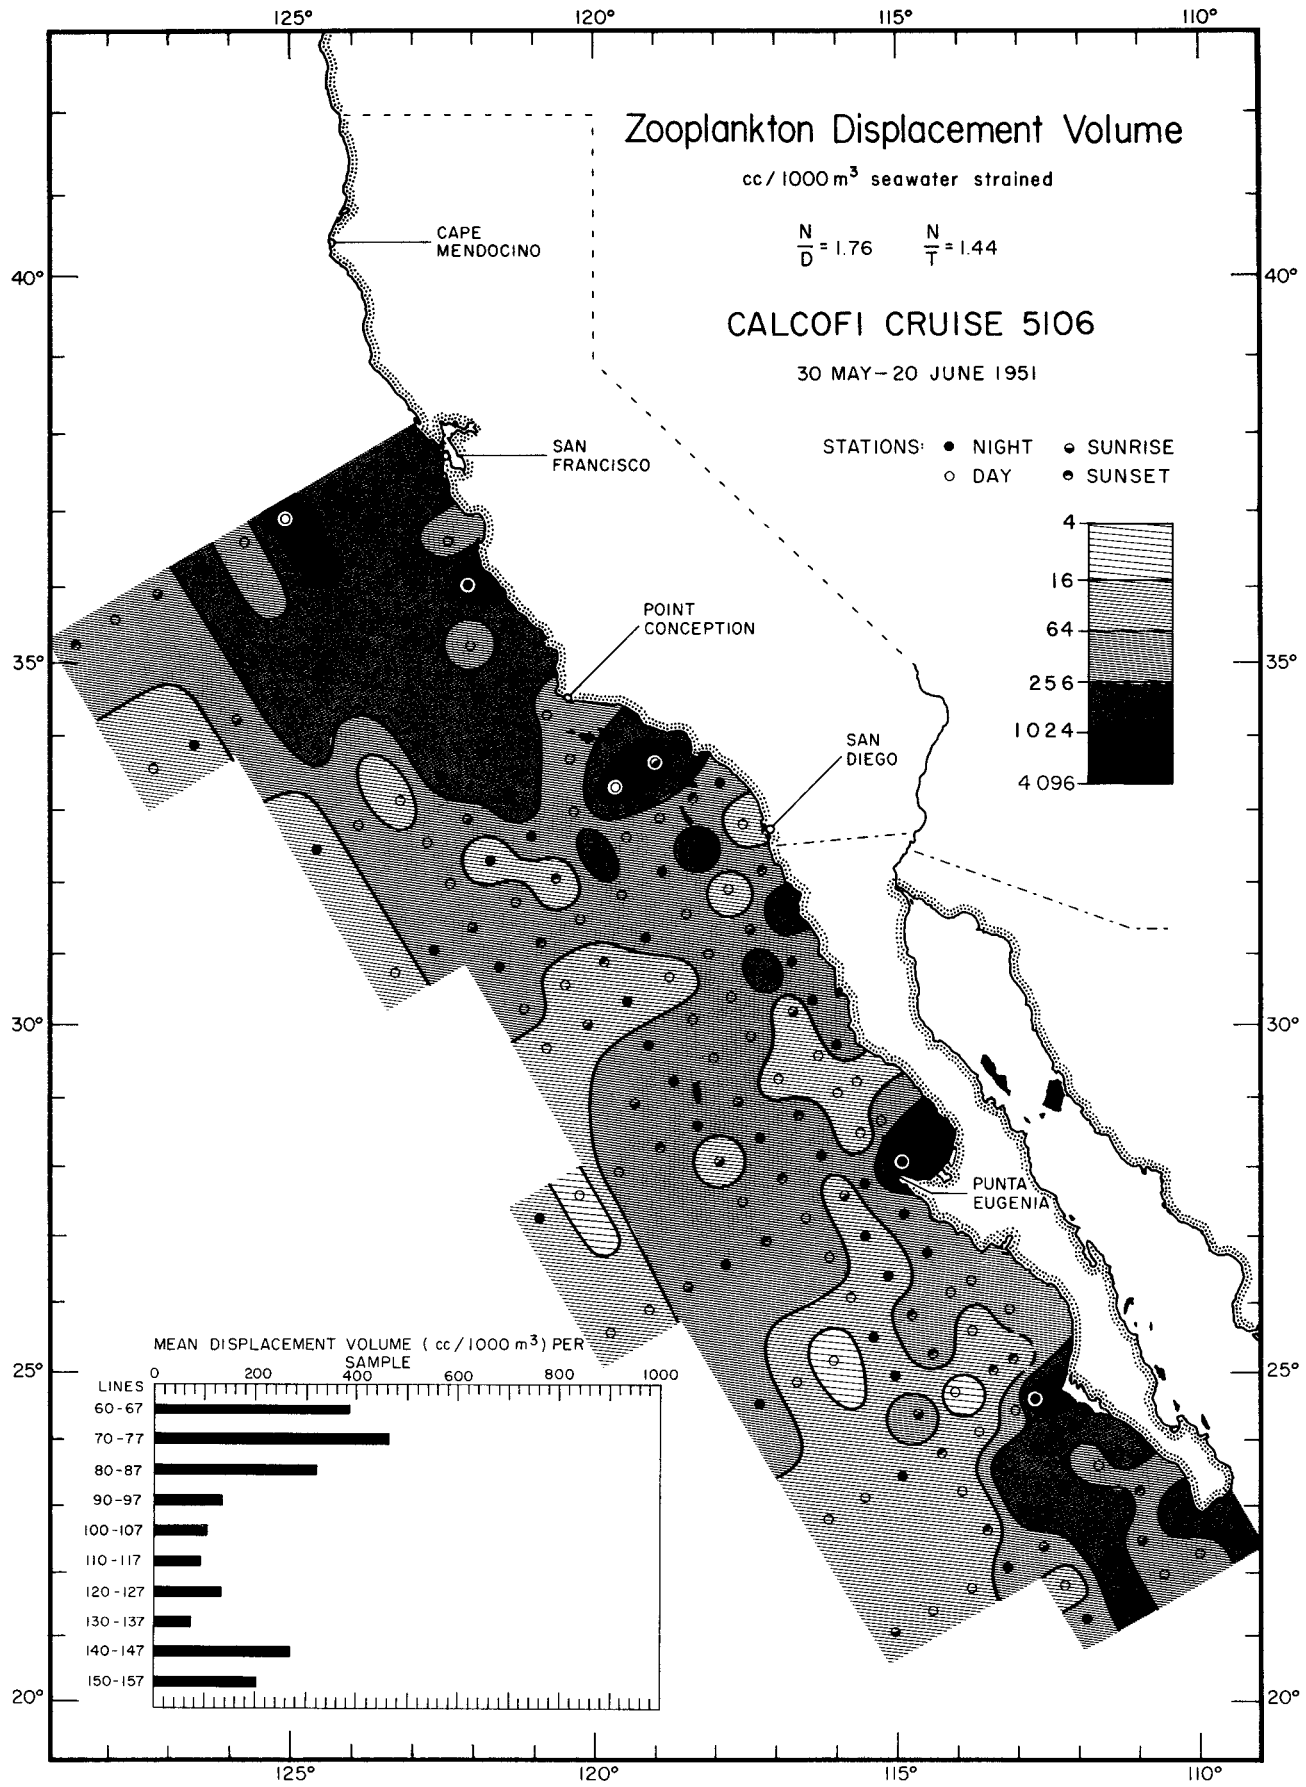 125° 120° 115° 110°
Zooplankton Displacement Volume
cc/1000 m³ seawater strained
N/D = 1.76 N/T = 1.44
CALCOFI CRUISE 5106
30 MAY – 20 JUNE 1951
STATIONS: NIGHT SUNRISE
DAY SUNSET
4
16
64
256
1024
4096
CAPE
MENDOCINO
40° 40°
SAN
FRANCISCO
POINT
CONCEPTION
35° 35°
SAN
DIEGO
30° 30°
PUNTA
EUGENIA
25° 25°
MEAN DISPLACEMENT VOLUME (cc/1000 m³) PER
SAMPLE
0 200 400 600 800 1000
LINES
60-67
70-77
80-87
90-97
100-107
110-117
120-127
130-137
140-147
150-157
20° 20°
125° 120° 115° 110°